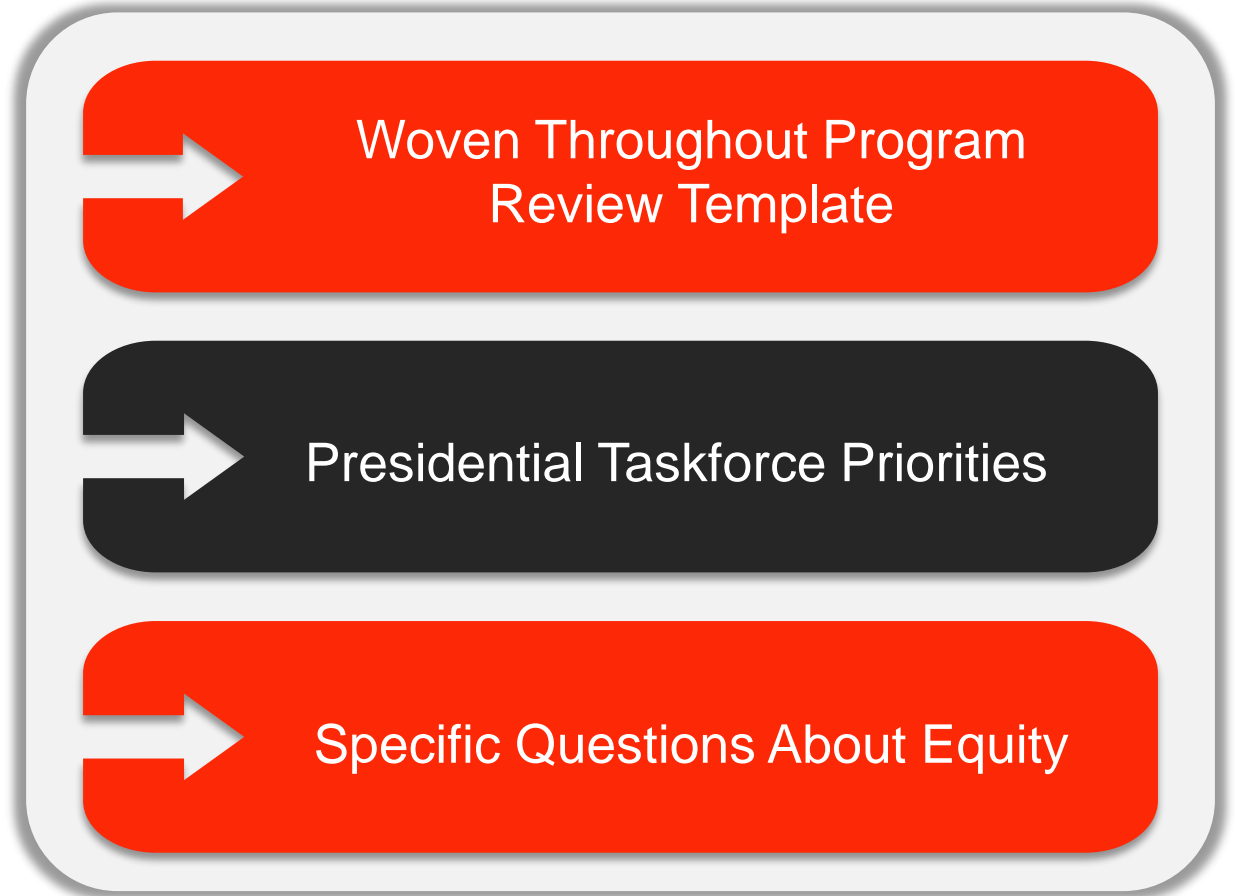 Woven Throughout Program
Review Template
Presidential Taskforce Priorities
Specific Questions About Equity